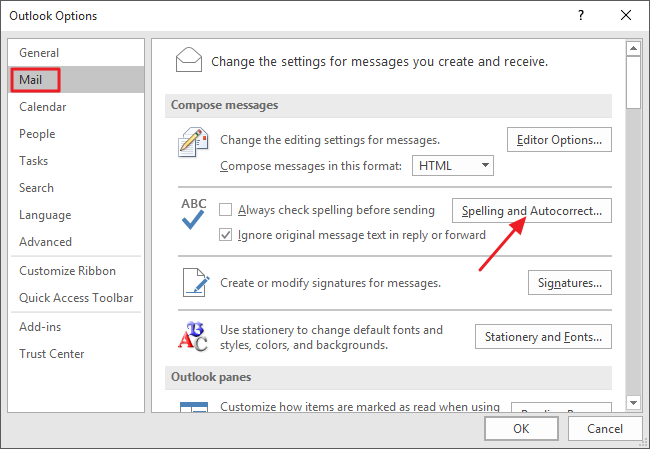 Outlook Options
General
Mail
Calendar
People
Tasks
Search
Language
Advanced
Customize Ribbon
Quick Access Toolbar
Add-ins
Trust Center
Change the settings for messages you create and receive.
Compose messages
Change the editing settings for messages.
Editor Options...
Compose messages in this format: HTML
ABC
Always check spelling before sending
Spelling and Autocorrect...
Ignore original message text in reply or forward
Create or modify signatures for messages.
Signatures...
Use stationery to change default fonts and
styles, colors, and backgrounds.
Stationery and Fonts...
Outlook panes
Customize how items are marked as read when using
OK
Cancel